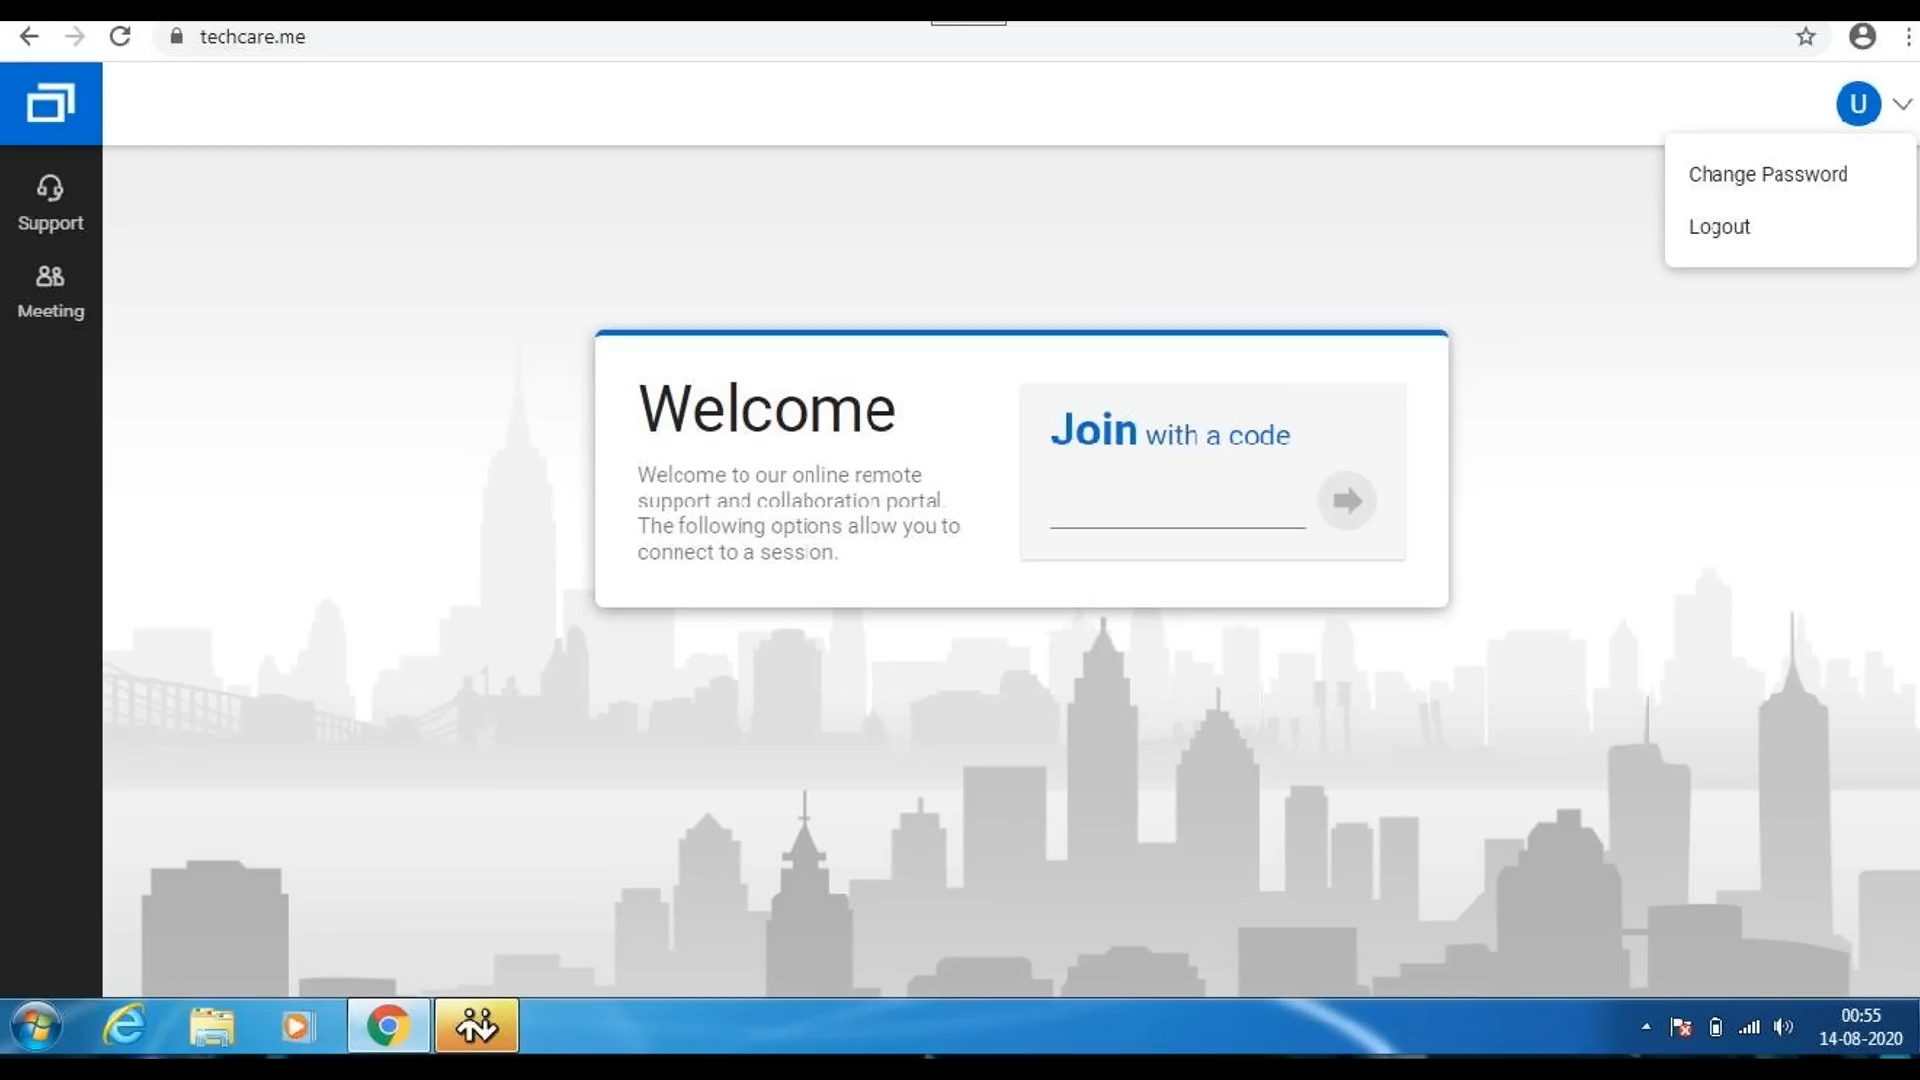 techcare.me
U
Change Password
Logout
Support
Meeting
Welcome
Welcome to our online remote
support and collaboration portal.
The following options allow you to
connect to a session.
Join with a code
00:55
14-08-2020